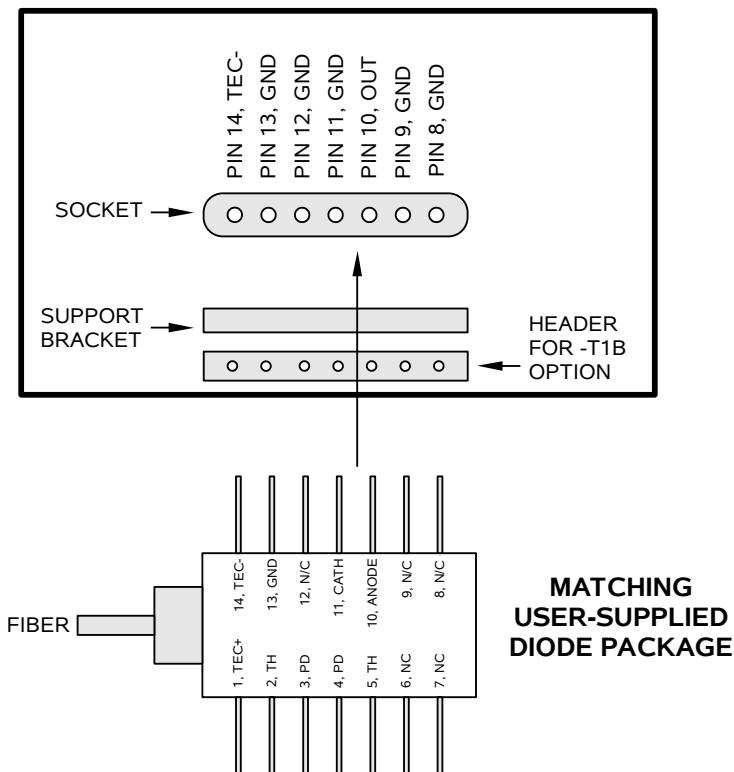 PIN 14, TEC-
PIN 13, GND
PIN 12, GND
PIN 11, GND
PIN 10, OUT
PIN 9, GND
PIN 8, GND
SOCKET
SUPPORT
BRACKET
HEADER
FOR -T1B
OPTION
14, TEC-
13, GND
12, N/C
11, CATH
10, ANODE
9, N/C
8, N/C
FIBER
1, TEC+
2, TH
3, PD
4, PD
5, TH
6, NC
7, NC
MATCHING
USER-SUPPLIED
DIODE PACKAGE